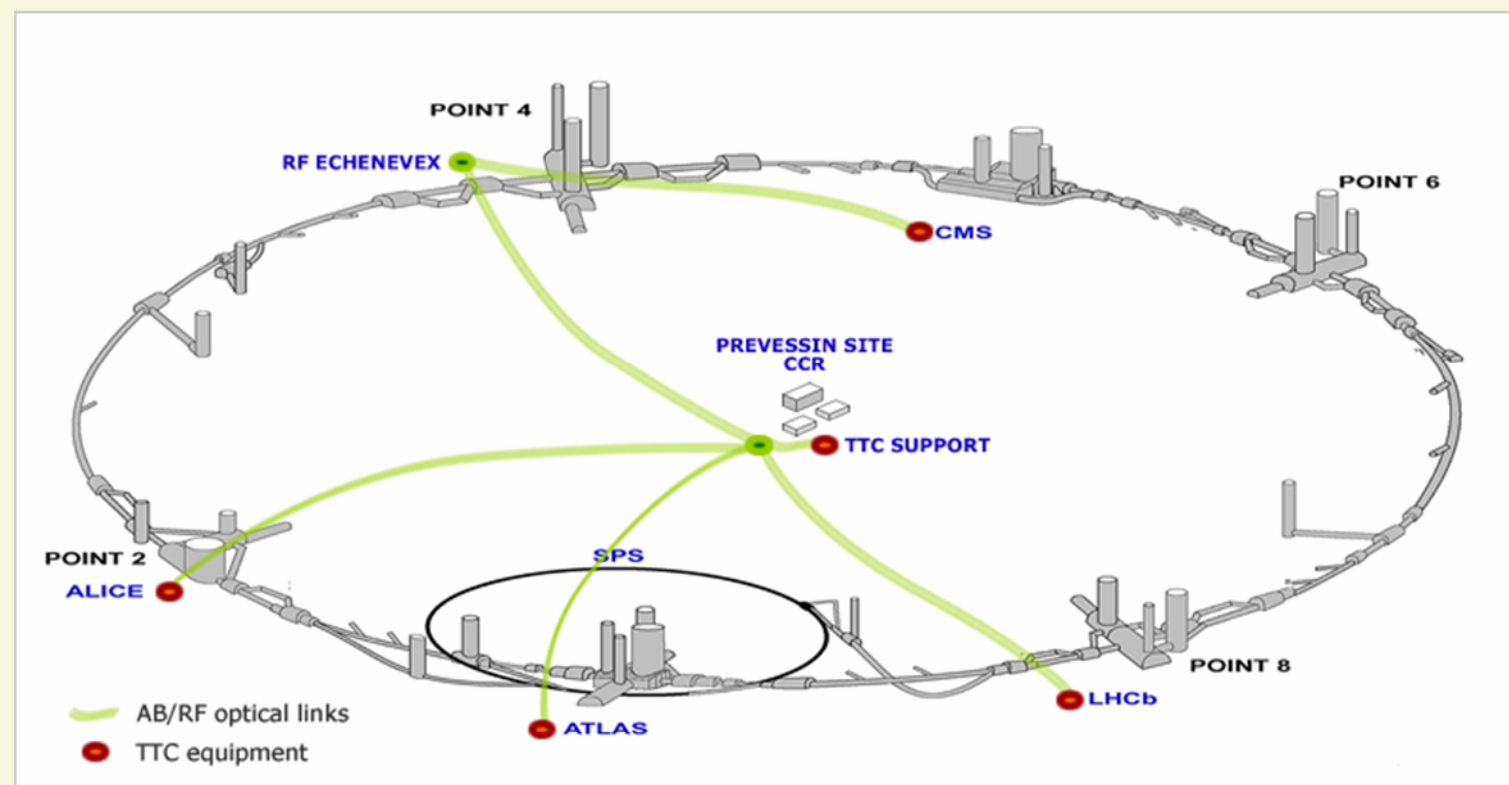 POINT 4
RF ECHENEVEX
POINT 6
CMS
PREVESSIN SITE
CCR
TTC SUPPORT
SPS
POINT 2
ALICE
POINT 8
LHCb
ATLAS
AB/RF optical links
TTC equipment